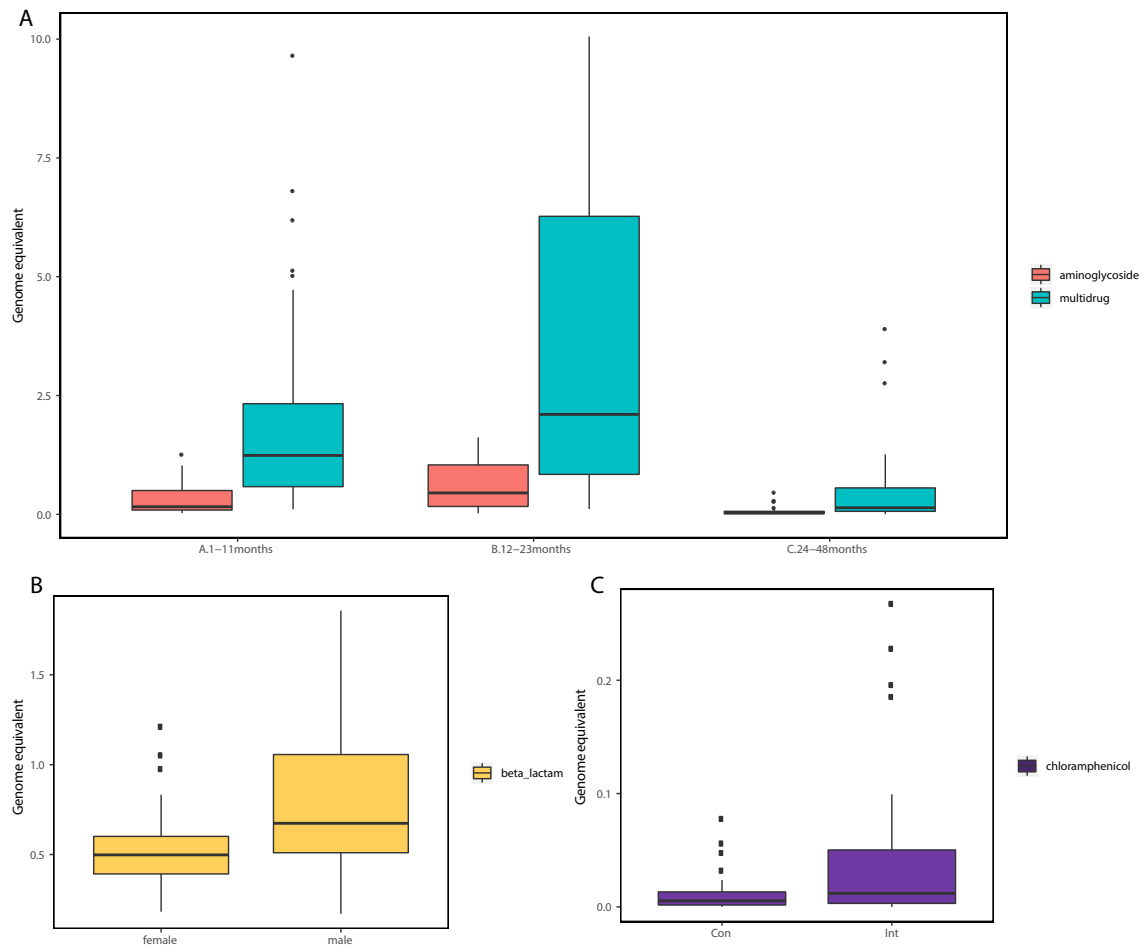 A
10.0
7.5
5.0
2.5
0.0
Genome equivalent
A.1−11months
B.12−23months
C.24−48months
aminoglycoside
multidrug
B
1.5
1.0
0.5
Genome equivalent
female
male
beta_lactam
C
0.2
0.1
0.0
Genome equivalent
Con
Int
chloramphenicol